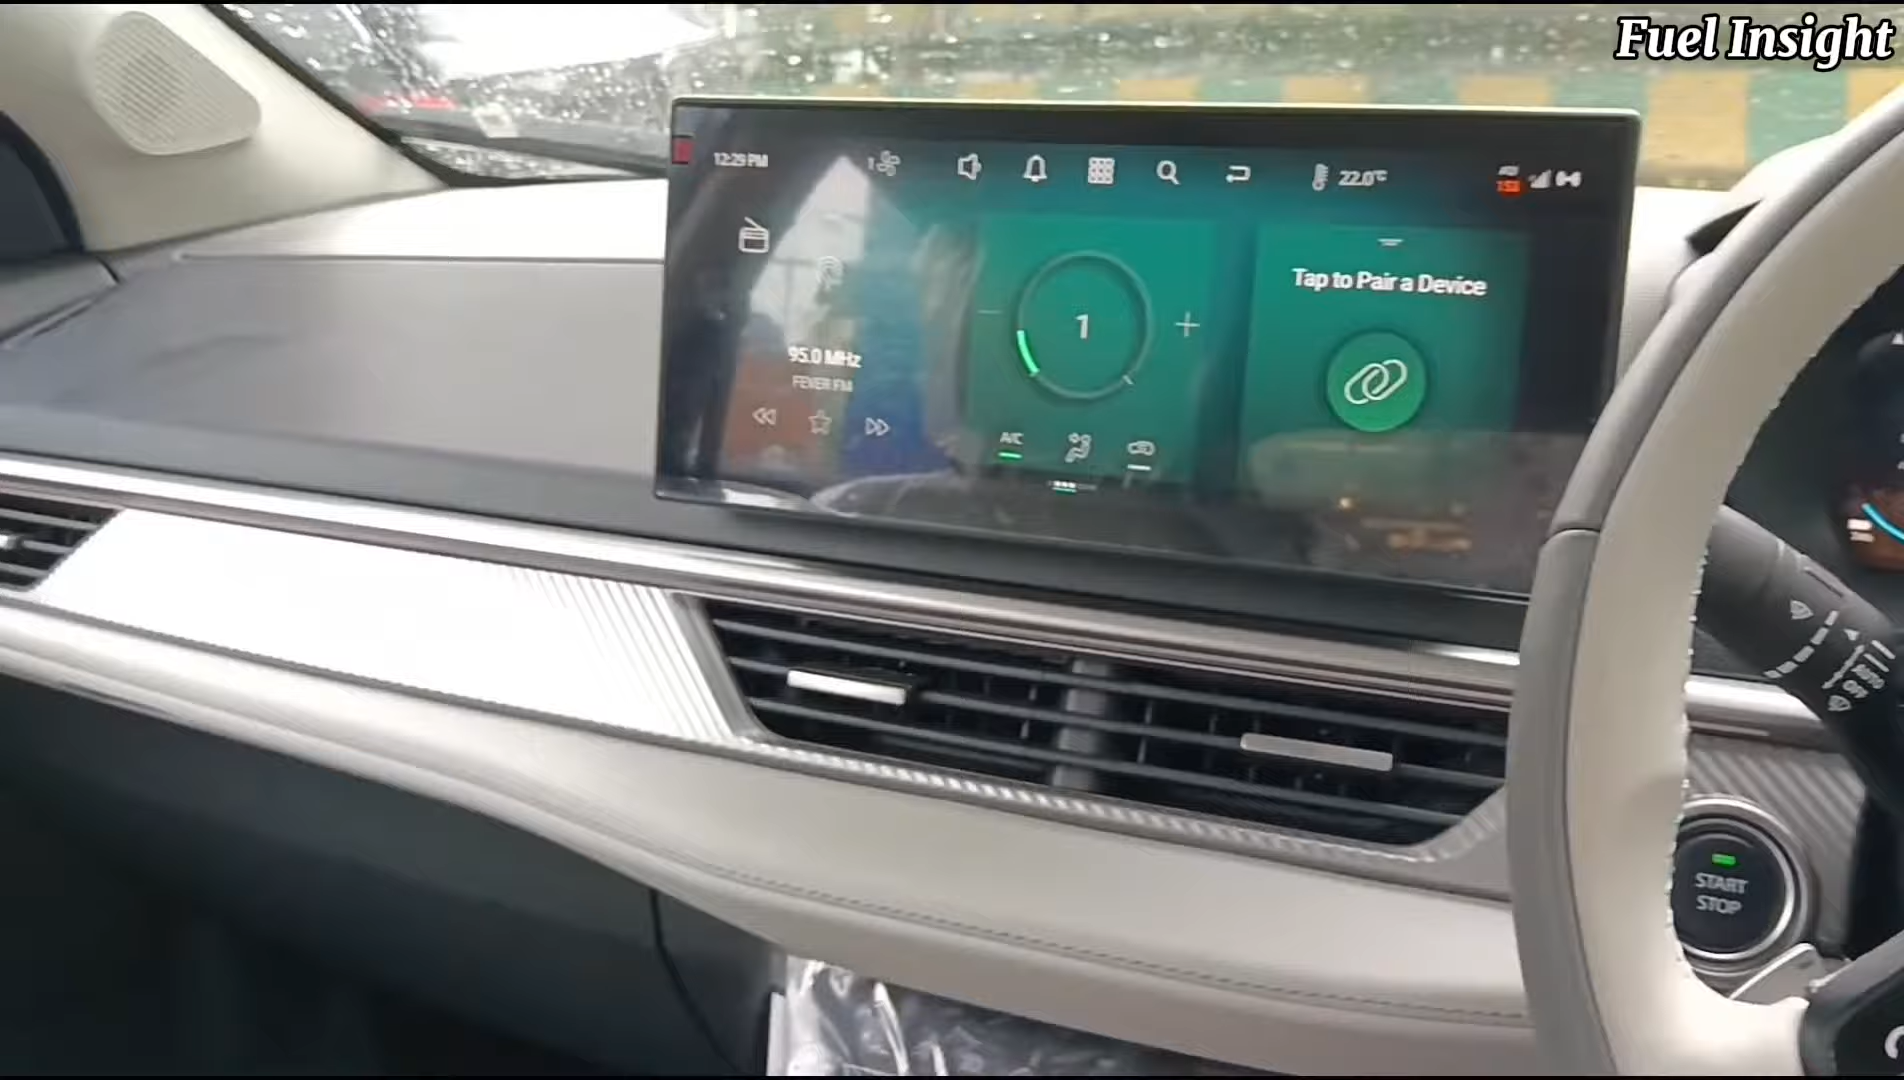 Fuel Insight
12:29 PM
1
22.0°C
Tap to Pair a Device
1
95.0 MHz
FEVER FM
A/C
START
STOP